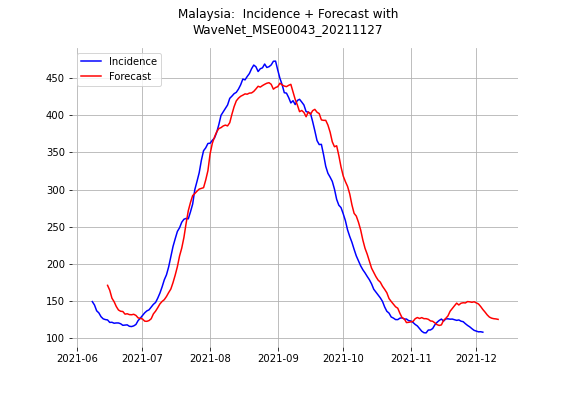 Malaysia:  Incidence + Forecast with
WaveNet_MSE00043_20211127
Incidence
Forecast
450
400
350
300
250
200
150
100
2021-06 2021-07 2021-08 2021-09 2021-10 2021-11 2021-12